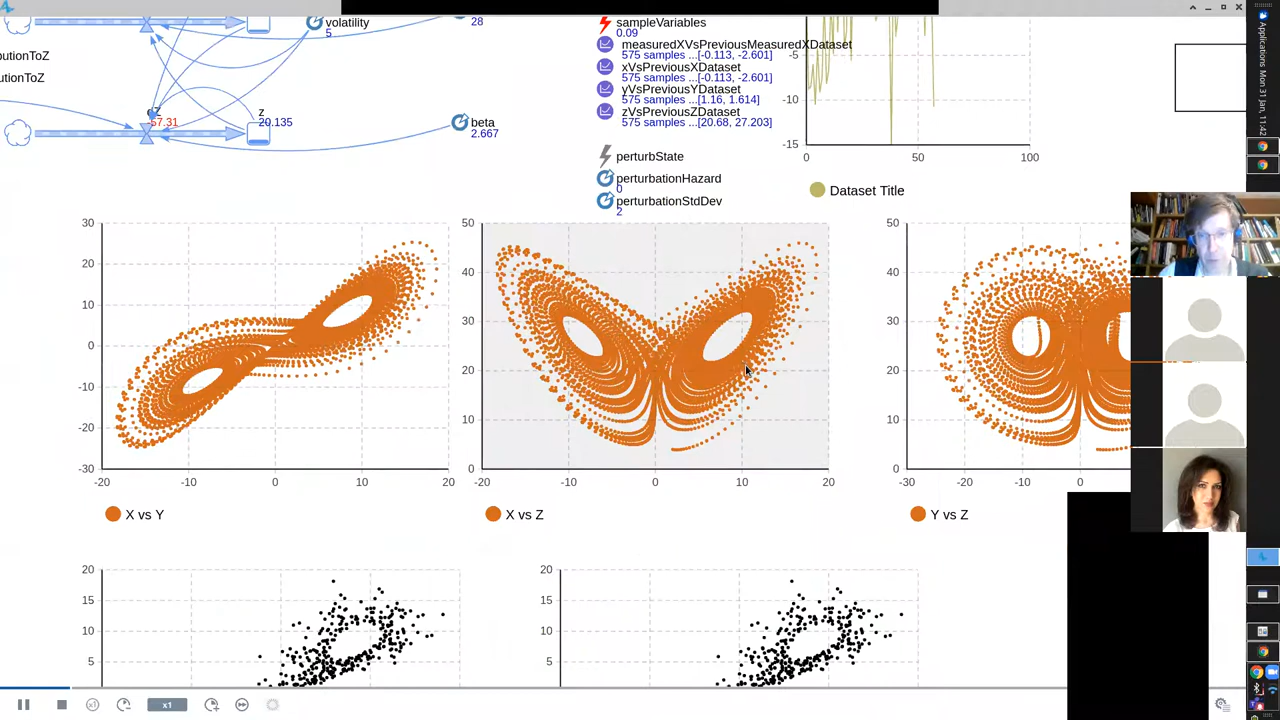 volatility
5
28
sampleVariables
0.09
measuredXVsPreviousMeasuredXDataset
575 samples ...[-0.113, -2.601]
xVsPreviousXDataset
575 samples ...[-0.113, -2.601]
yVsPreviousYDataset
575 samples ...[1.16, 1.614]
zVsPreviousZDataset
575 samples ...[20.68, 27.203]
perturbState
perturbationHazard
0
perturbationStdDev
2
utionToZ
utionToZ
-57.31
z
20.135
beta
2.667
-5
-10
-15
0 50 100
Dataset Title
Applications Mon 31 Jan, 11:42
30
20
10
0
-10
-20
-30
-20 -10 0 10 20
X vs Y
50
40
30
20
10
0
-20 -10 0 10 20
X vs Z
50
40
30
20
10
0
-30 -20 -10 0
Y vs Z
20
15
10
5
20
15
10
5
x1